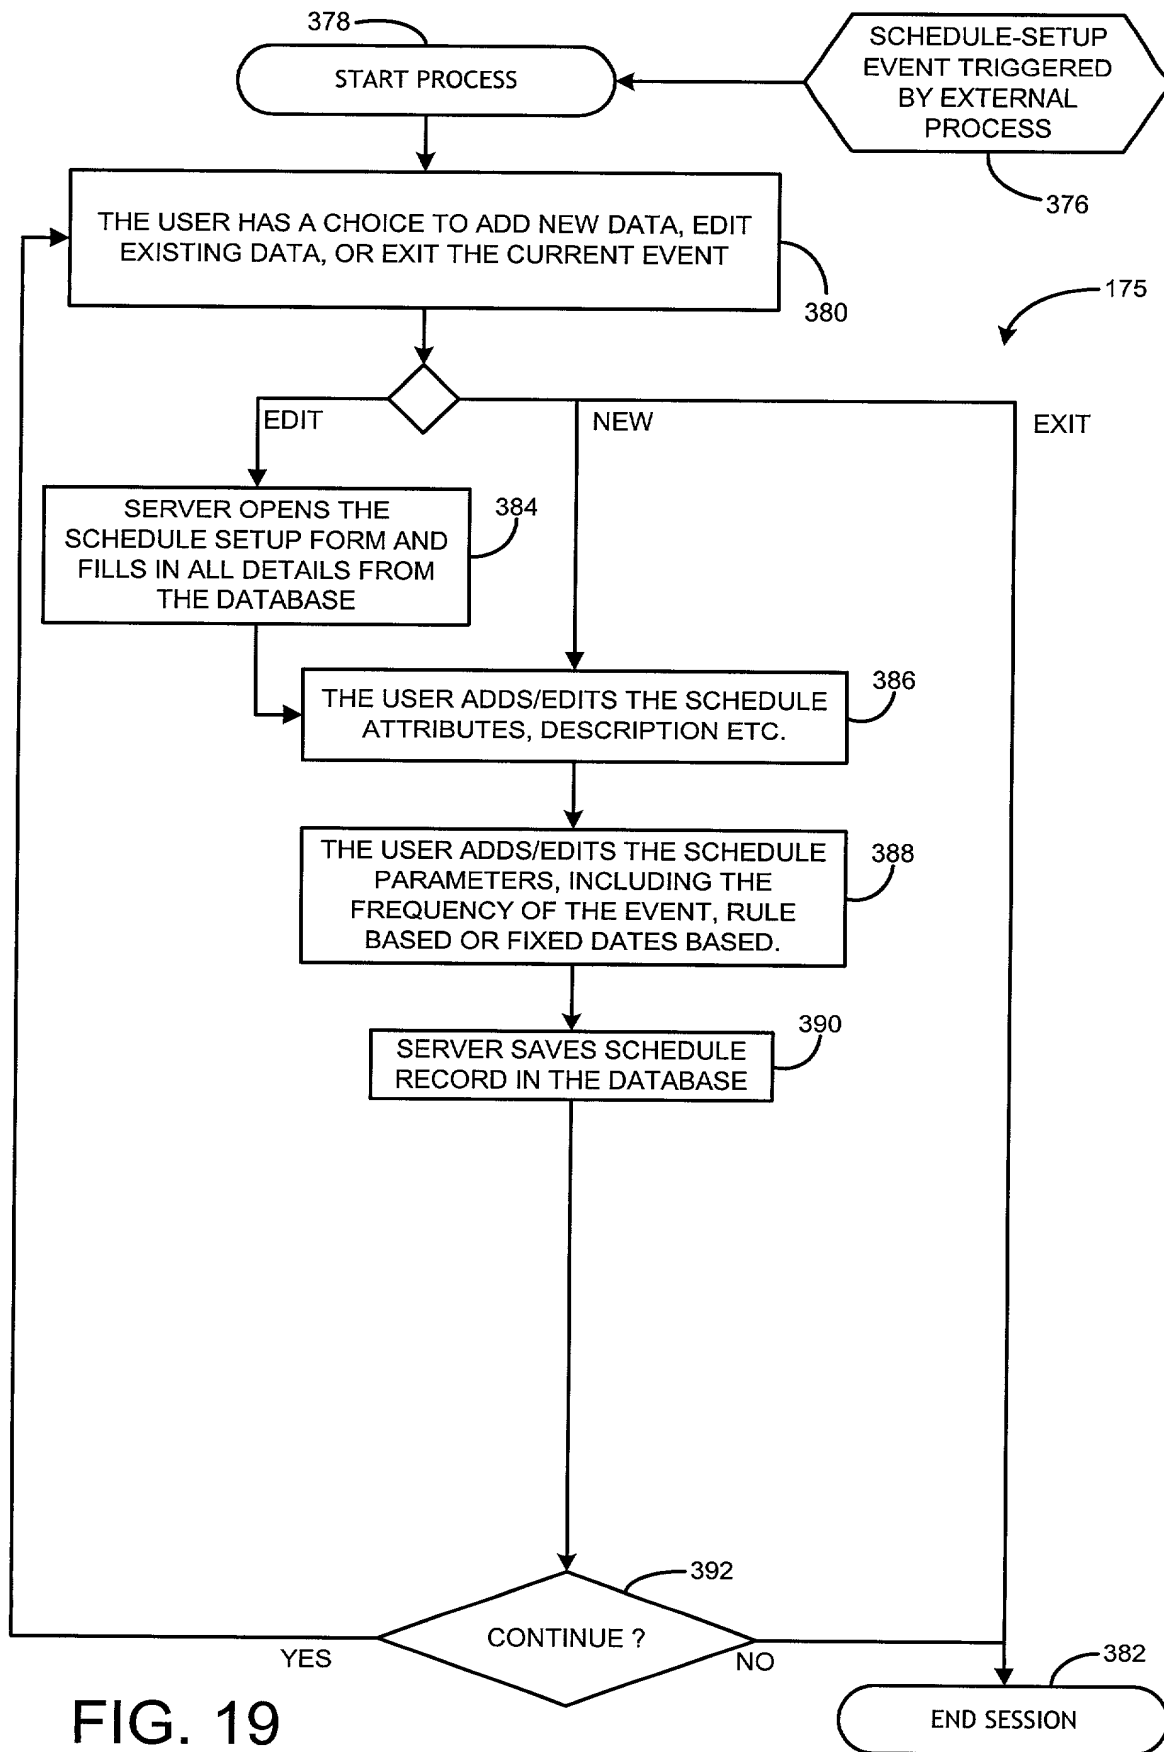 378
START PROCESS
SCHEDULE-SETUP
EVENT TRIGGERED
BY EXTERNAL
PROCESS
376
THE USER HAS A CHOICE TO ADD NEW DATA, EDIT
EXISTING DATA, OR EXIT THE CURRENT EVENT
380
175
EDIT
NEW
EXIT
SERVER OPENS THE
SCHEDULE SETUP FORM AND
FILLS IN ALL DETAILS FROM
THE DATABASE
384
THE USER ADDS/EDITS THE SCHEDULE
ATTRIBUTES, DESCRIPTION ETC.
386
THE USER ADDS/EDITS THE SCHEDULE
PARAMETERS, INCLUDING THE
FREQUENCY OF THE EVENT, RULE
BASED OR FIXED DATES BASED.
388
SERVER SAVES SCHEDULE
RECORD IN THE DATABASE
390
392
CONTINUE ?
YES
NO
382
END SESSION
FIG. 19